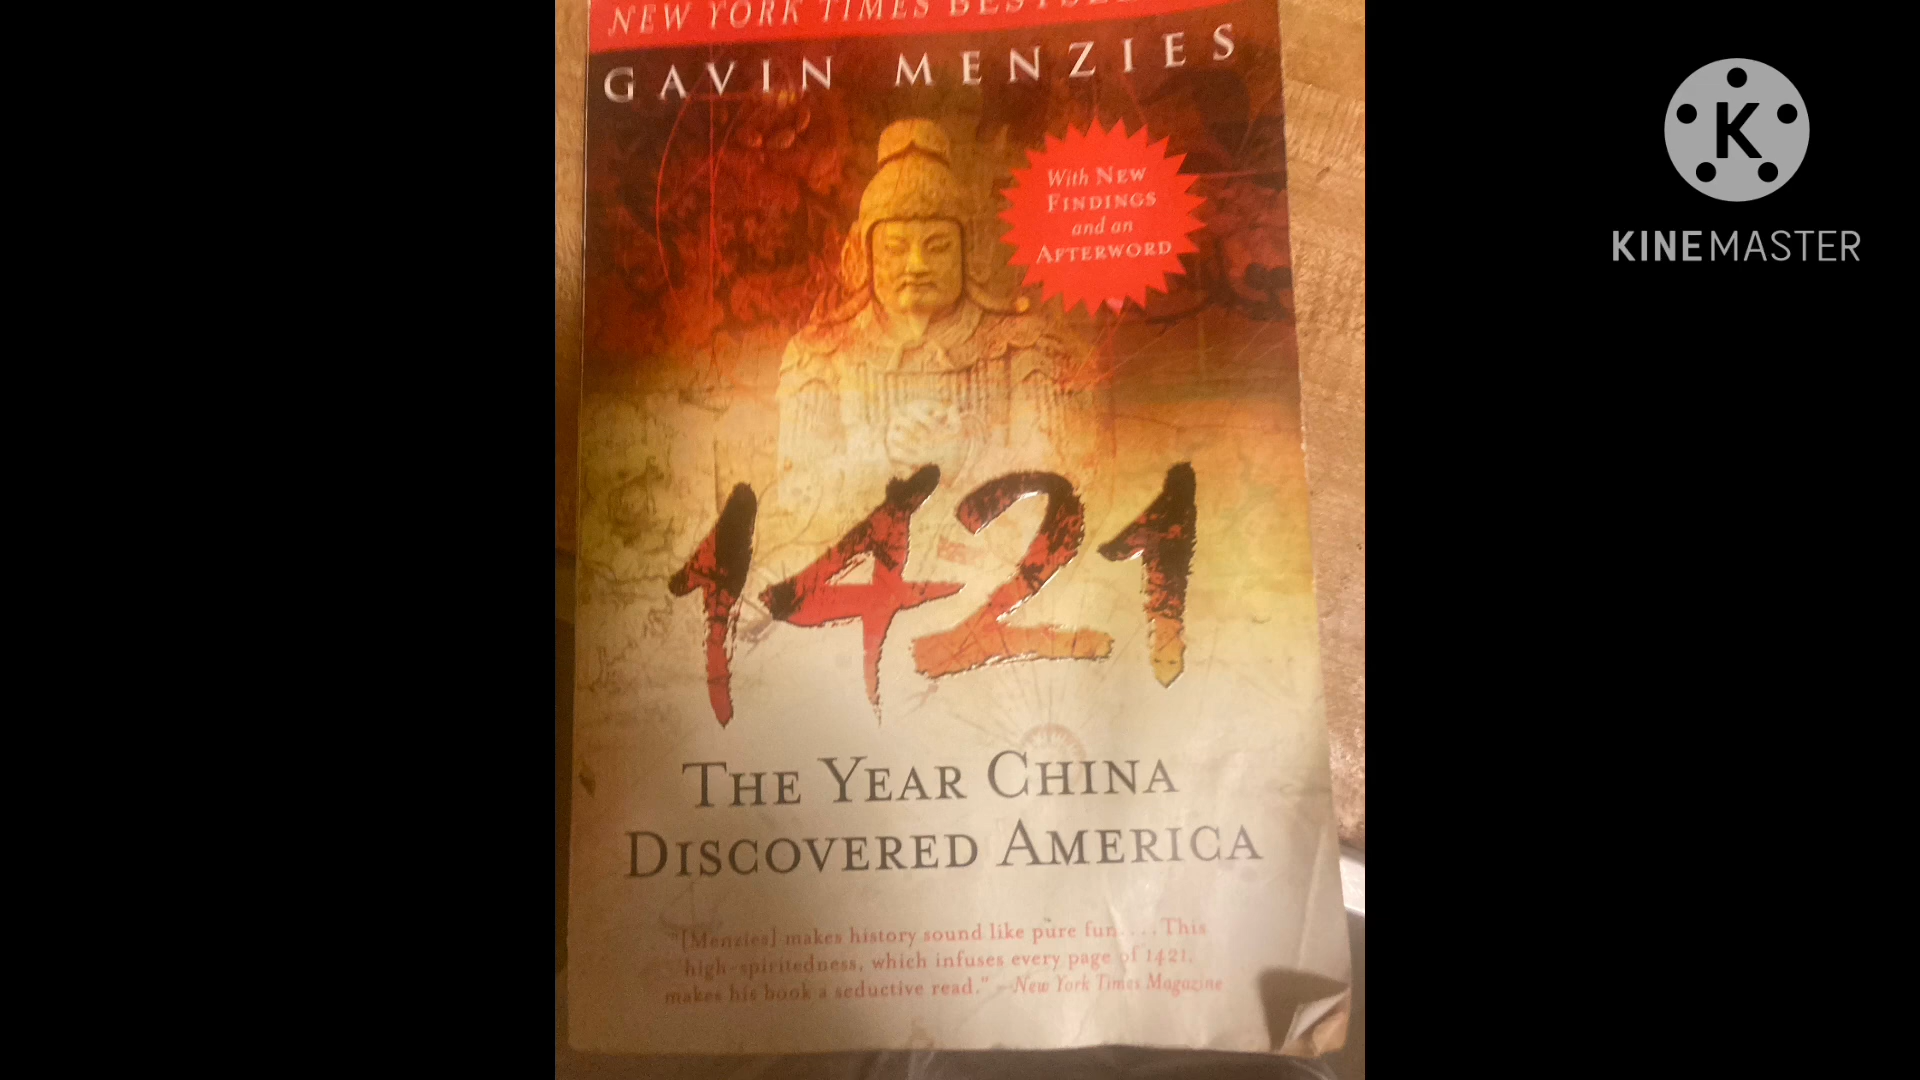 NEW YORK TIMES
GAVIN MENZIES
With NEW
FINDINGS
and an
AFTERWORD
1421
THE YEAR CHINA
DISCOVERED AMERICA
"[Menzies] makes history sound like pure fun. . . . This
high-spiritedness, which infuses every page of 1421,
makes his book a seductive read." —New York Times Magazine
K
KINEMASTER